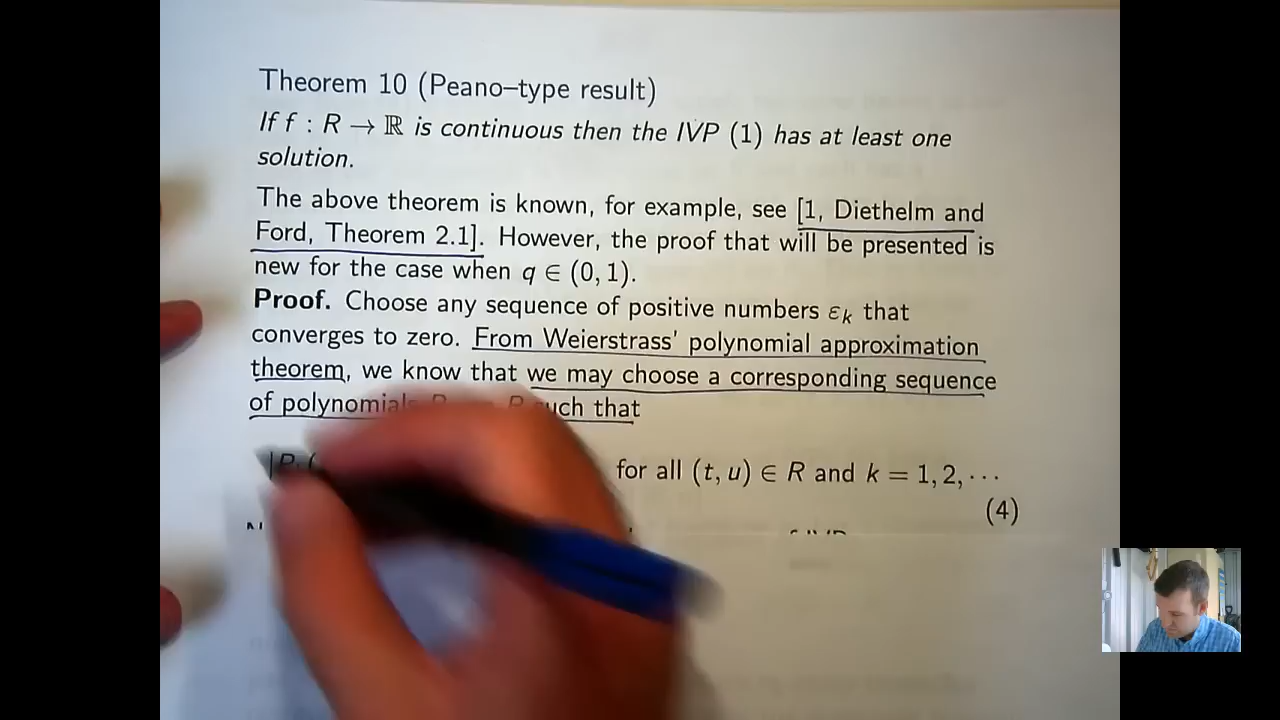 Theorem 10 (Peano–type result)
If f : R → ℝ is continuous then the IVP (1) has at least one
solution.
The above theorem is known, for example, see [1, Diethelm and
Ford, Theorem 2.1]. However, the proof that will be presented is
new for the case when q ∈ (0, 1).
Proof. Choose any sequence of positive numbers εₖ that
converges to zero. From Weierstrass' polynomial approximation
theorem, we know that we may choose a corresponding sequence
of polynomials such that
for all (t, u) ∈ R and k = 1, 2, ···
(4)